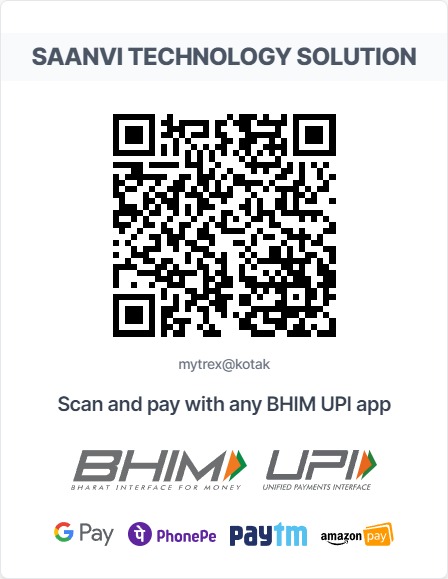 SAANVI TECHNOLOGY SOLUTION
mytrex@kotak
Scan and pay with any BHIM UPI app
BHIM
BHARAT INTERFACE FOR MONEY
UPI
UNIFIED PAYMENTS INTERFACE
G Pay
पे PhonePe
paytm
amazon pay